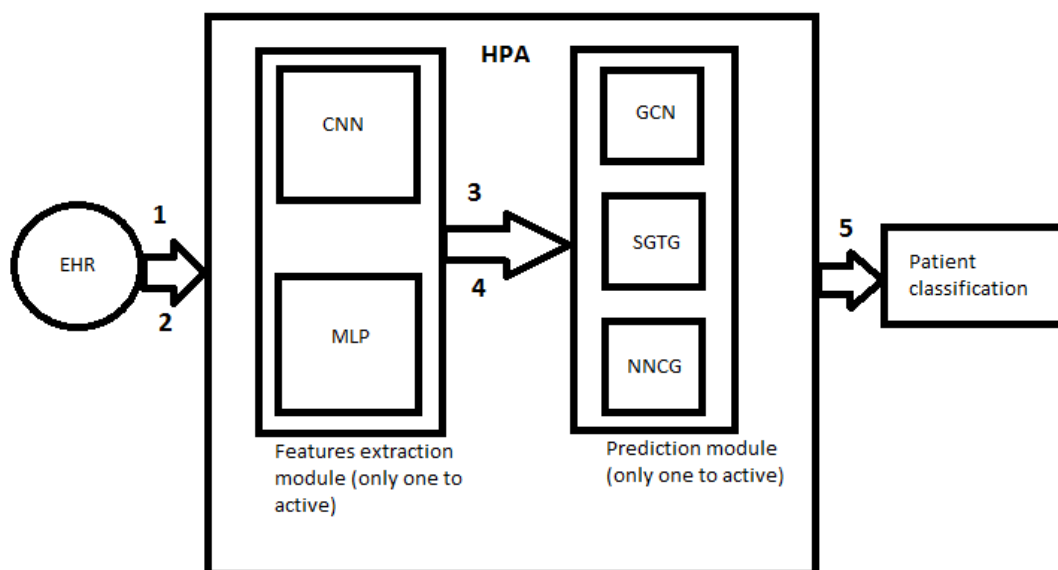 HPA
CNN
GCN
1
3
5
EHR
SGTG
Patient
classification
2
4
MLP
NNCG
Features extraction
module (only one to
active)
Prediction module
(only one to active)